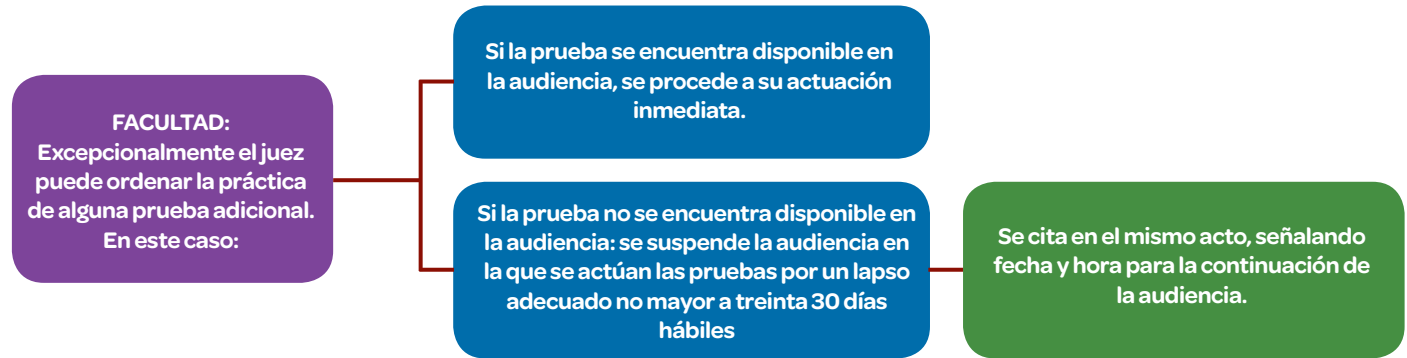 FACULTAD:
Excepcionalmente el juez
puede ordenar la práctica
de alguna prueba adicional.
En este caso:
Si la prueba se encuentra disponible en
la audiencia, se procede a su actuación
inmediata.
Si la prueba no se encuentra disponible en
la audiencia: se suspende la audiencia en
la que se actúan las pruebas por un lapso
adecuado no mayor a treinta 30 días
hábiles
Se cita en el mismo acto, señalando
fecha y hora para la continuación de
la audiencia.